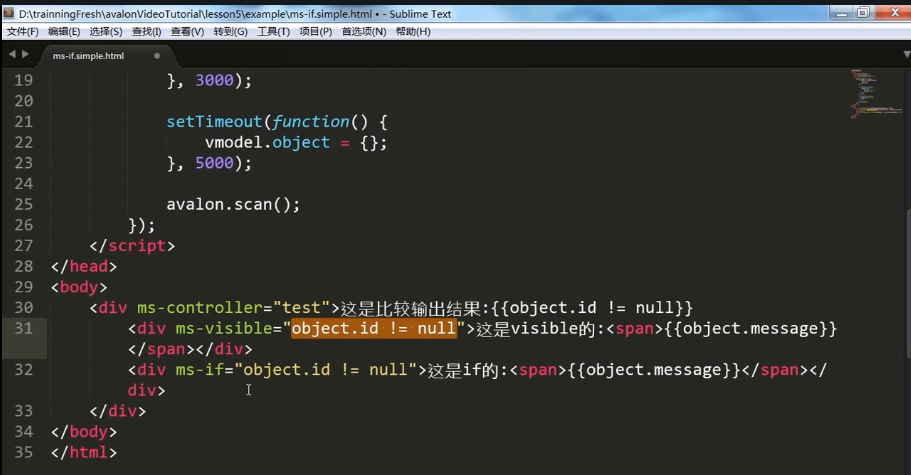 D:\trainningFresh\avalonVideoTutorial\lesson5\example\ms-if.simple.html • - Sublime Text
文件(F) 编辑(E) 选择(S) 查找(I) 查看(V) 转到(G) 工具(T) 项目(P) 首选项(N) 帮助(H)
ms-if.simple.html
19 }, 3000);
20
21 setTimeout(function() {
22 vmodel.object = {};
23 }, 5000);
24
25 avalon.scan();
26 });
27 </script>
28 </head>
29 <body>
30 <div ms-controller="test">这是比较输出结果:{{object.id != null}}
31 <div ms-visible="object.id != null">这是visible的:<span>{{object.message}}
</span></div>
32 <div ms-if="object.id != null">这是if的:<span>{{object.message}}</span></
div>
33 </div>
34 </body>
35 </html>